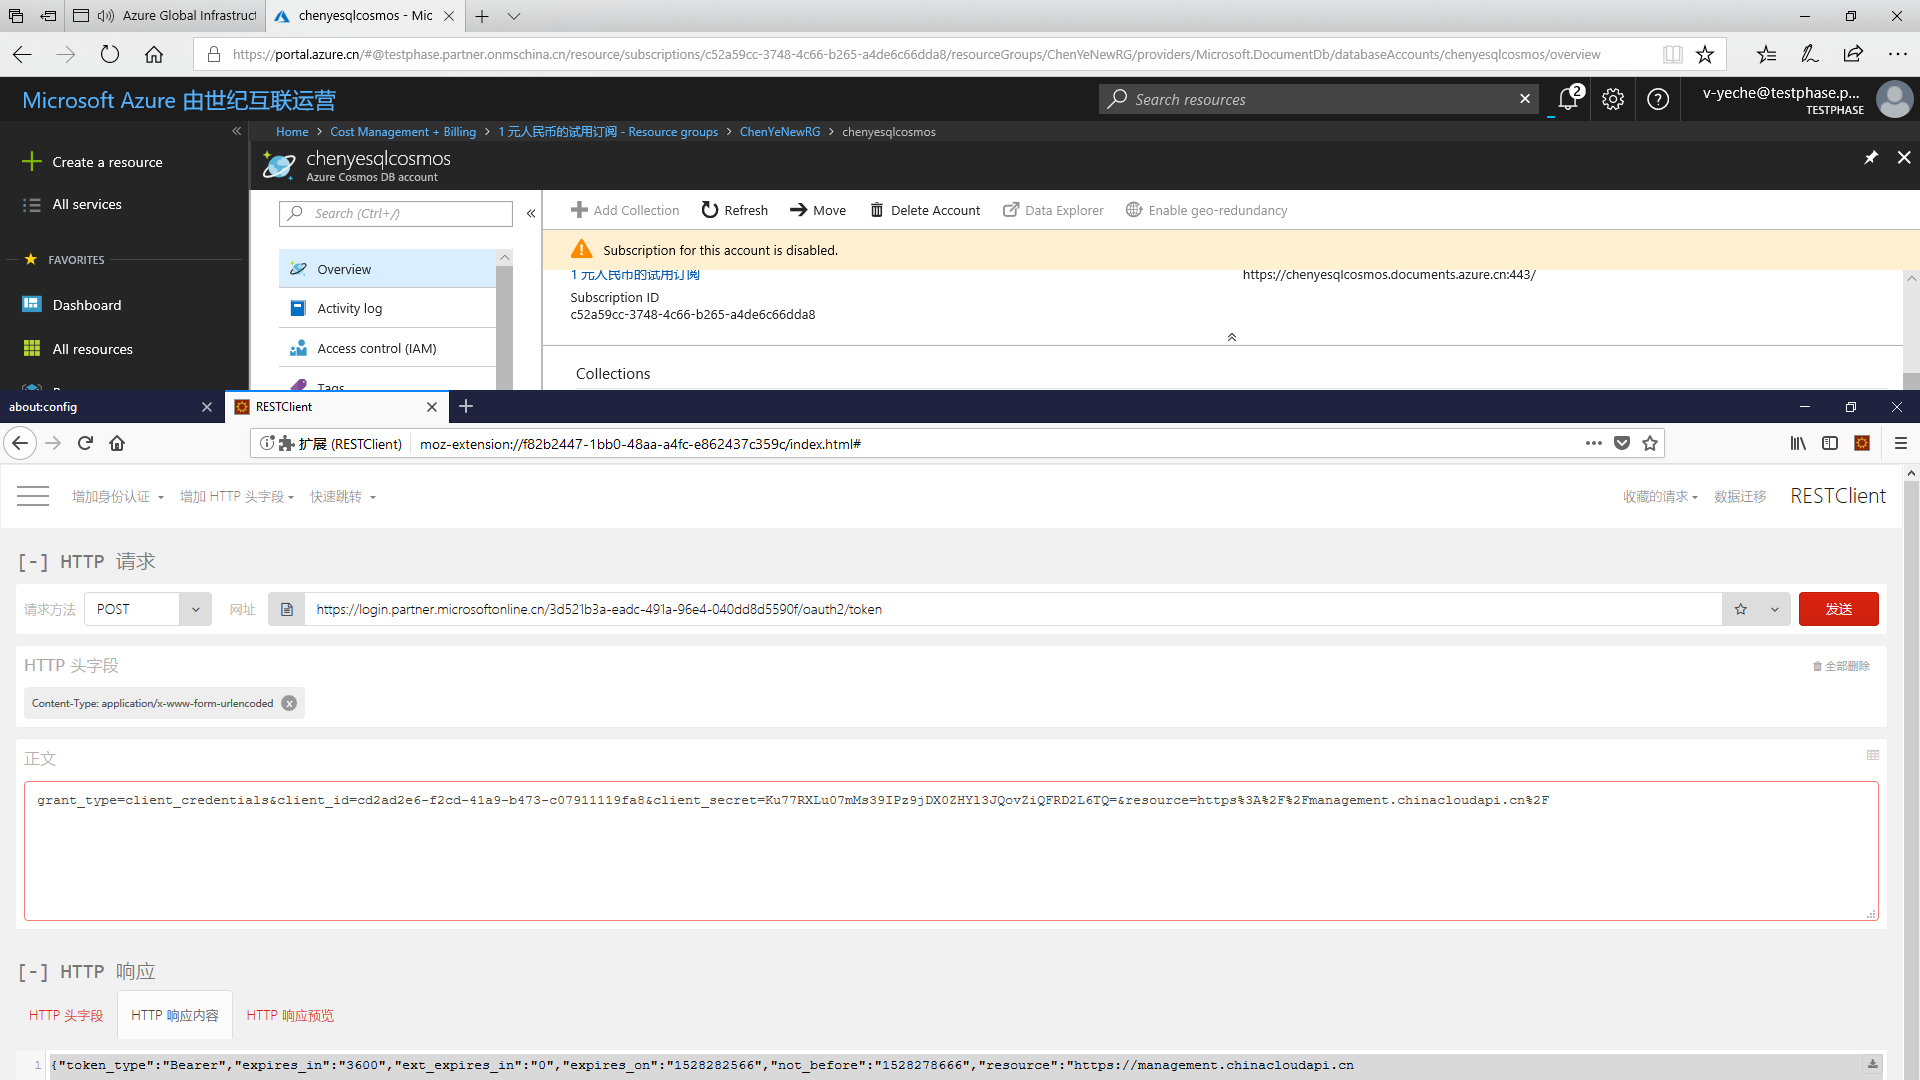 Azure Global Infrastruct
chenyesqlcosmos - Mic
https://portal.azure.cn/#@testphase.partner.onmschina.cn/resource/subscriptions/c52a59cc-3748-4c66-b265-a4de6c66dda8/resourceGroups/ChenYeNewRG/providers/Microsoft.DocumentDb/databaseAccounts/chenyesqlcosmos/overview
Microsoft Azure 由世纪互联运营
Search resources
2
v-yeche@testphase.p...
TESTPHASE
Home > Cost Management + Billing > 1 元人民币的试用订阅 - Resource groups > ChenYeNewRG > chenyesqlcosmos
Create a resource
All services
FAVORITES
Dashboard
All resources
chenyesqlcosmos
Azure Cosmos DB account
Search (Ctrl+/)
Overview
Activity log
Access control (IAM)
Tags
Add Collection Refresh Move Delete Account Data Explorer Enable geo-redundancy
Subscription for this account is disabled.
1 元人民币的试用订阅
https://chenyesqlcosmos.documents.azure.cn:443/
Subscription ID
c52a59cc-3748-4c66-b265-a4de6c66dda8
Collections
about:config
RESTClient
扩展 (RESTClient)
moz-extension://f82b2447-1bb0-48aa-a4fc-e862437c359c/index.html#
增加身份认证 增加 HTTP 头字段 快速跳转
收藏的请求 数据迁移 RESTClient
[-] HTTP 请求
请求方法 POST 网址 https://login.partner.microsoftonline.cn/3d521b3a-eadc-491a-96e4-040dd8d5590f/oauth2/token 发送
HTTP 头字段
全部删除
Content-Type: application/x-www-form-urlencoded x
正文
grant_type=client_credentials&client_id=cd2ad2e6-f2cd-41a9-b473-c07911119fa8&client_secret=Ku77RXLu07mMs39IPz9jDX0ZHYl3JQovZiQFRD2L6TQ=&resource=https%3A%2F%2Fmanagement.chinacloudapi.cn%2F
[-] HTTP 响应
HTTP 头字段 HTTP 响应内容 HTTP 响应预览
1 {"token_type":"Bearer","expires_in":"3600","ext_expires_in":"0","expires_on":"1528282566","not_before":"1528278666","resource":"https://management.chinacloudapi.cn